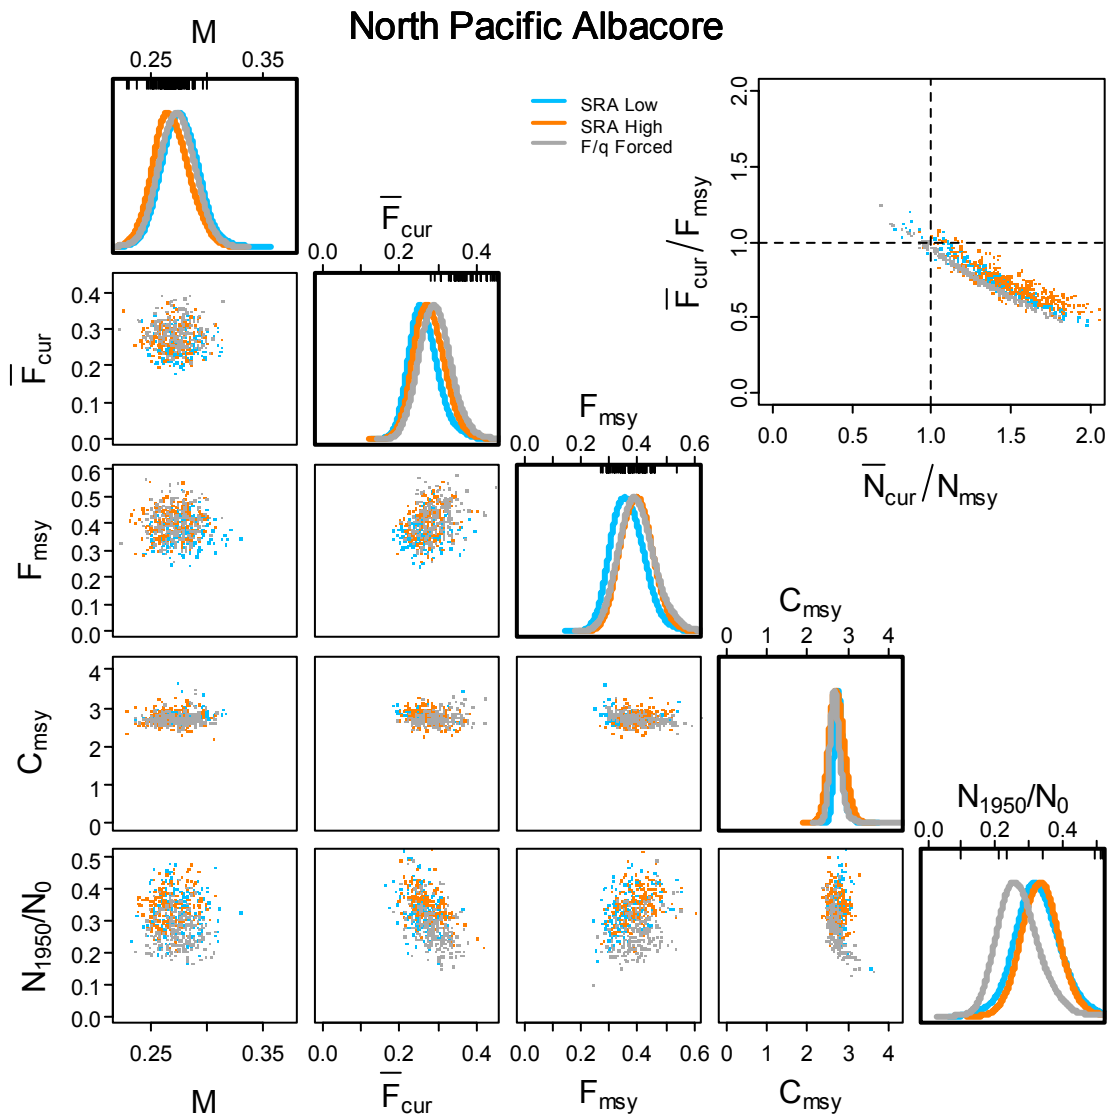 North Pacific Albacore
M
0.25 0.35
SRA Low
SRA High
F/q Forced
F̅cur
0.0 0.2 0.4
F̅cur / Fmsy
2.0
1.5
1.0
0.5
0.0
0.0 0.5 1.0 1.5 2.0
N̅cur / Nmsy
F̅cur
0.4
0.3
0.2
0.1
0.0
Fmsy
0.0 0.2 0.4 0.6
Fmsy
0.6
0.5
0.4
0.3
0.2
0.1
0.0
Cmsy
0 1 2 3 4
Cmsy
4
3
2
1
0
N1950/N0
0.0 0.2 0.4
N1950/N0
0.5
0.4
0.3
0.2
0.1
0.0
0.25 0.35
0.0 0.2 0.4
0.0 0.2 0.4 0.6
0 1 2 3 4
M
F̅cur
Fmsy
Cmsy